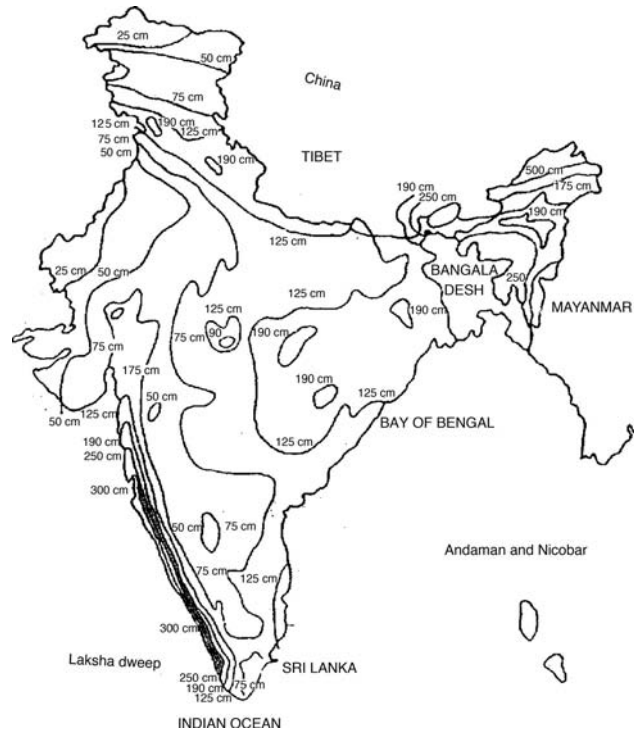 25 cm
50 cm
China
75 cm
190 cm
125 cm
125 cm
75 cm
50 cm
TIBET
190 cm
500 cm
175 cm
190 cm
250 cm
190 cm
125 cm
BANGALA
DESH
250
MAYANMAR
25 cm
50 cm
125 cm
125 cm
190 cm
75 cm
90
190 cm
75 cm
175 cm
50 cm
190 cm
50 cm
125 cm
125 cm
BAY OF BENGAL
190 cm
250 cm
125 cm
300 cm
50 cm
75 cm
Andaman and Nicobar
75 cm
125 cm
300 cm
Laksha dweep
SRI LANKA
250 cm
190 cm
75 cm
125 cm
INDIAN OCEAN